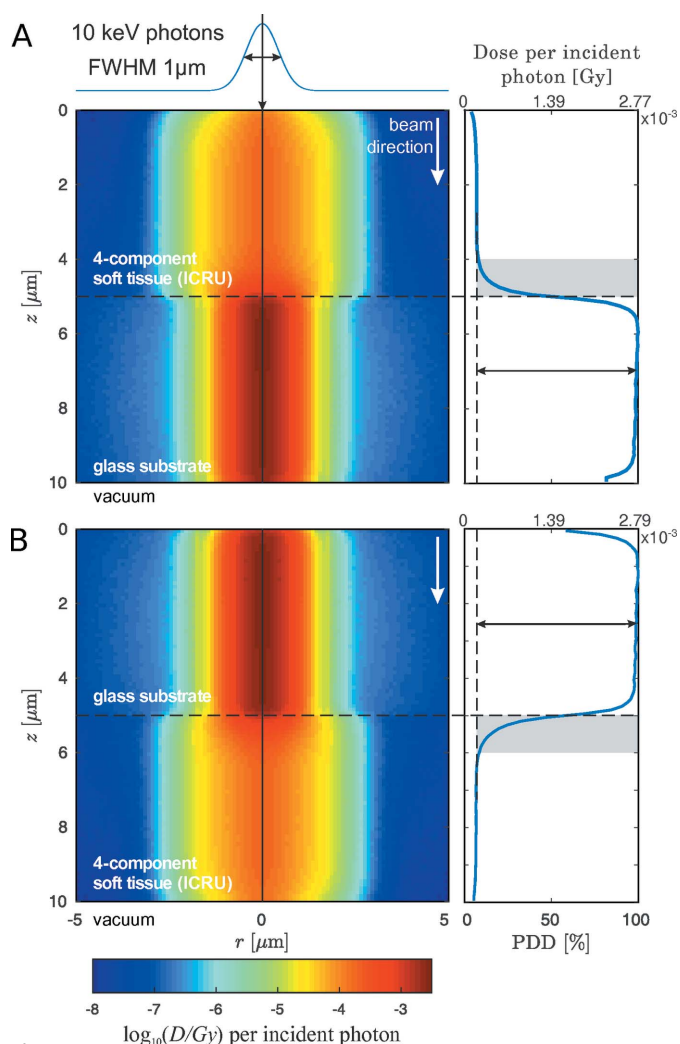 A
10 keV photons
FWHM 1μm
Dose per incident
photon [Gy]
0 1.39 2.77
x10-3
0
2
4
6
8
10
z [μm]
beam
direction
4-component
soft tissue (ICRU)
glass substrate
vacuum
B
0 1.39 2.79
x10-3
0
2
4
6
8
10
z [μm]
glass substrate
4-component
soft tissue (ICRU)
vacuum
-5 0 5
r [μm]
0 50 100
PDD [%]
-8 -7 -6 -5 -4 -3
log10(D/Gy) per incident photon